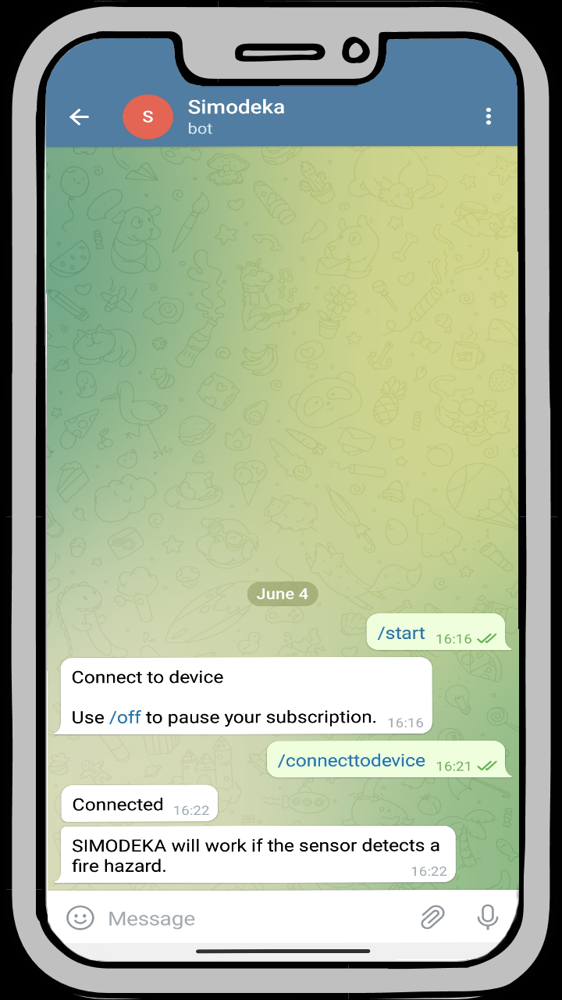 S
Simodeka
bot
June 4
/start 16:16
Connect to device
Use /off to pause your subscription. 16:16
/connecttodevice 16:21
Connected 16:22
SIMODEKA will work if the sensor detects a
fire hazard. 16:22
Message